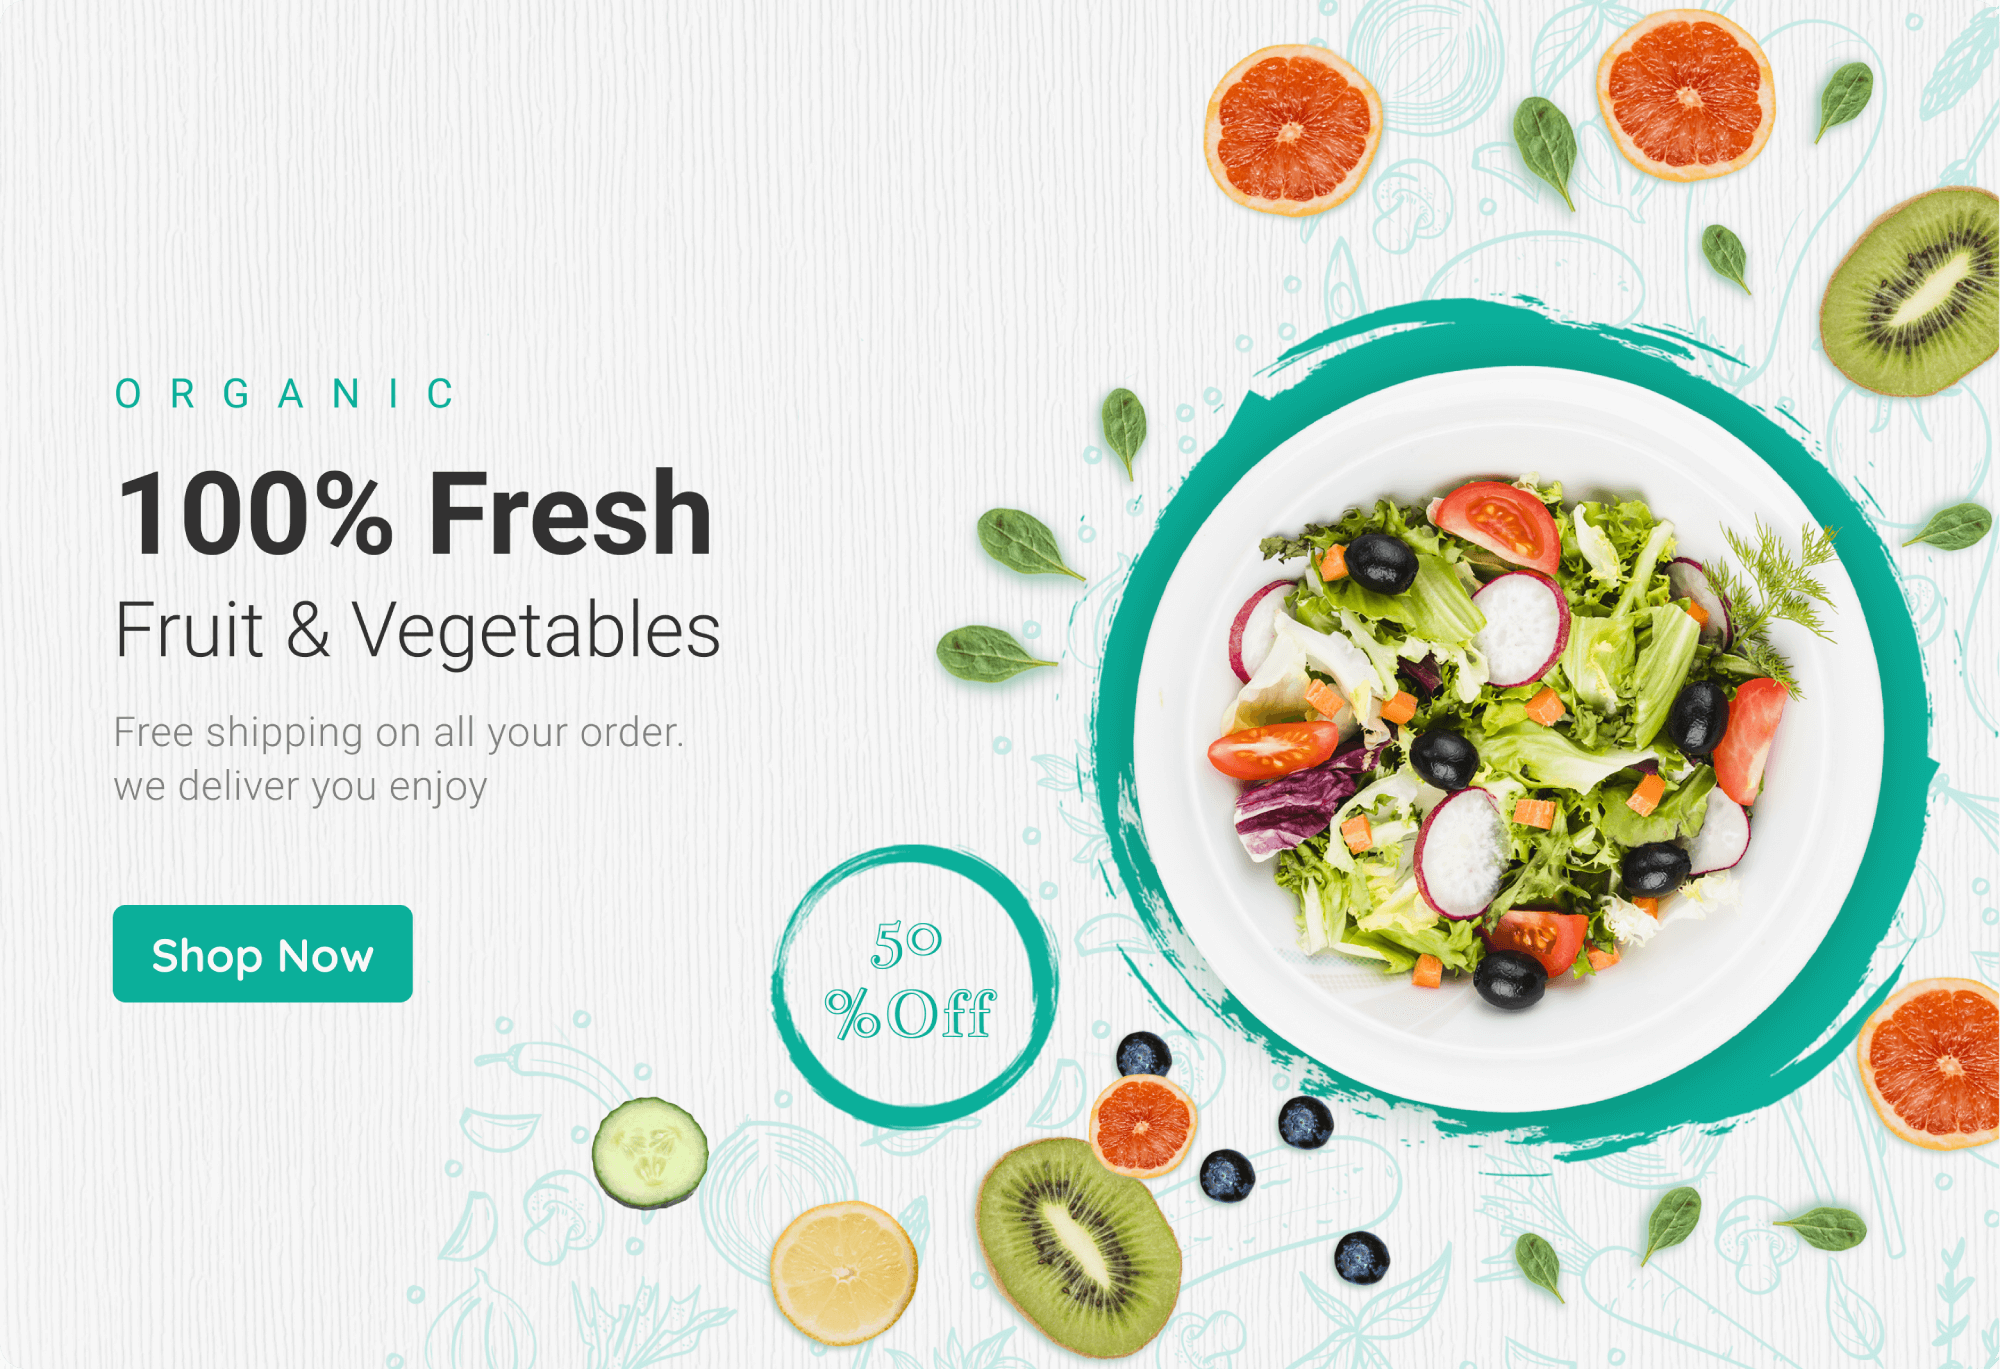 ORGANIC
100% Fresh
Fruit & Vegetables
Free shipping on all your order.
we deliver you enjoy
Shop Now
50
%Off